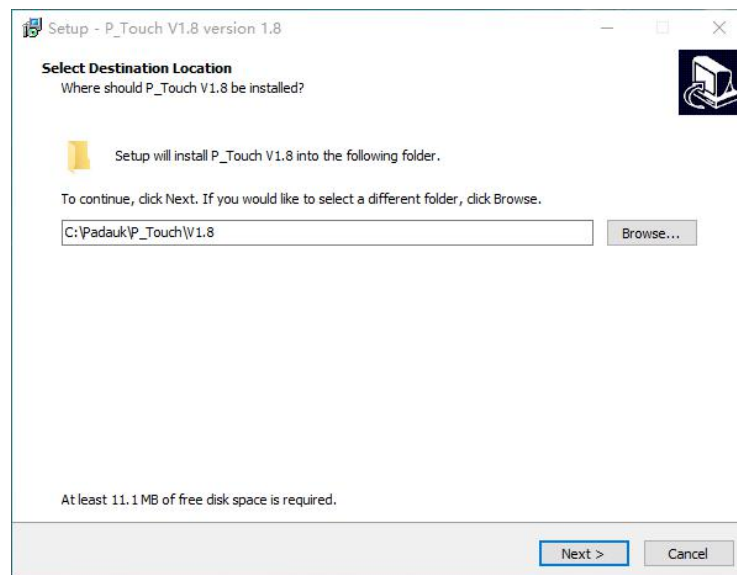 Setup - P_Touch V1.8 version 1.8
Select Destination Location
Where should P_Touch V1.8 be installed?
Setup will install P_Touch V1.8 into the following folder.
To continue, click Next. If you would like to select a different folder, click Browse.
C:\Padauk\P_Touch\V1.8
Browse...
At least 11.1 MB of free disk space is required.
Next >
Cancel